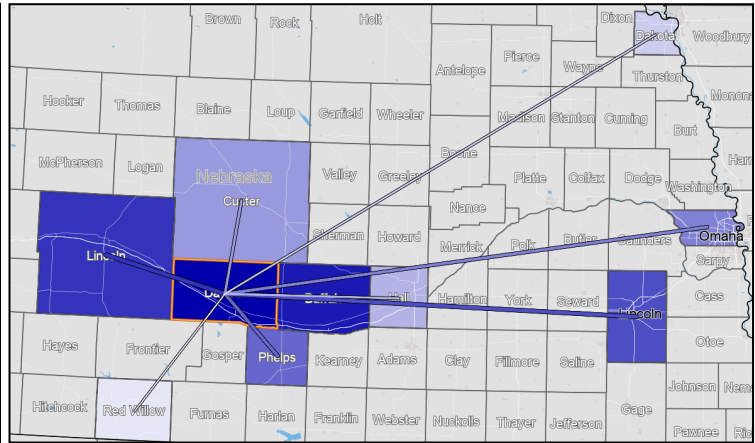 Brown
Rock
Holt
Dixon
Dakota
Woodbury
Antelope
Pierce
Wayne
Thurston
Hooker
Thomas
Blaine
Loup
Garfield
Wheeler
Madison
Stanton
Cuming
Burt
Monona
McPherson
Logan
Nebraska
Custer
Valley
Greeley
Boone
Platte
Colfax
Dodge
Washington
Nance
Sherman
Howard
Merrick
Polk
Butler
Saunders
Omaha
Sarpy
Lincoln
Hall
Hamilton
York
Seward
Lincoln
Cass
Otoe
Hayes
Frontier
Gosper
Phelps
Kearney
Adams
Clay
Fillmore
Saline
Johnson
Nem
Hitchcock
Red Willow
Furnas
Harlan
Franklin
Webster
Nuckolls
Thayer
Jefferson
Gage
Pawnee